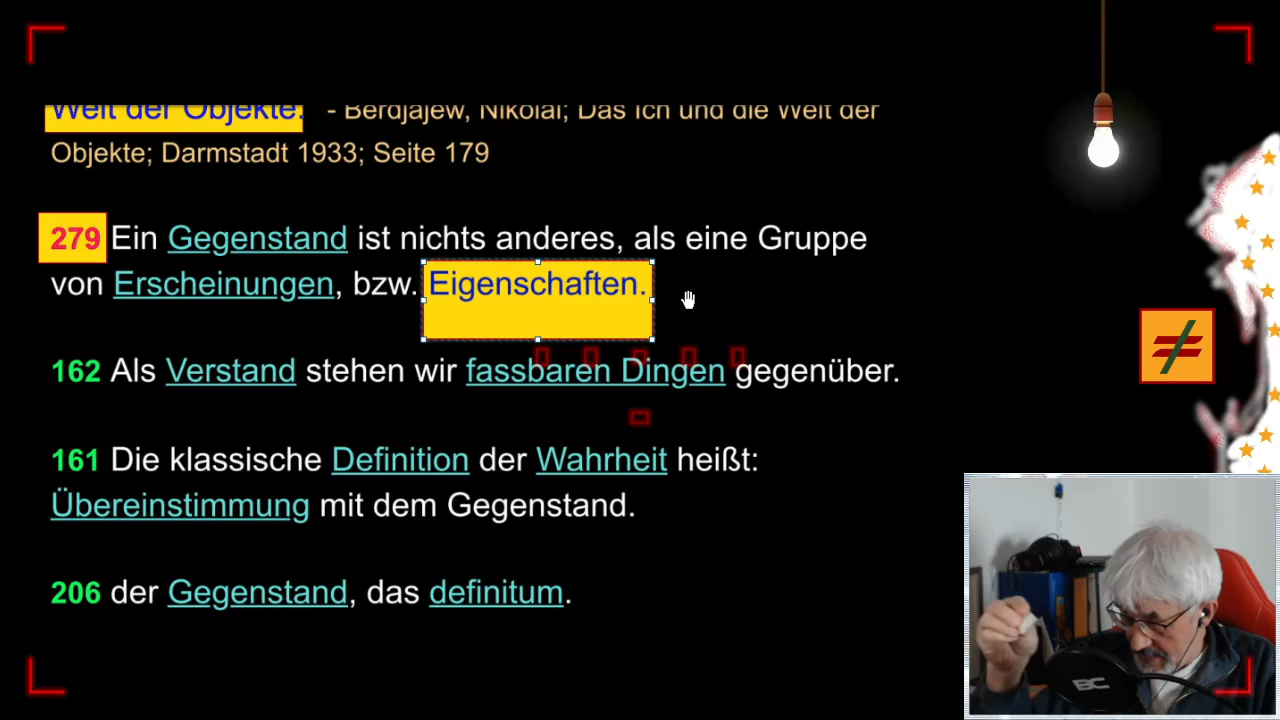 Welt der Objekte. - Berdjajew, Nikolai; Das Ich und die Welt der
Objekte; Darmstadt 1933; Seite 179
279 Ein Gegenstand ist nichts anderes, als eine Gruppe
von Erscheinungen, bzw. Eigenschaften.
162 Als Verstand stehen wir fassbaren Dingen gegenüber.
161 Die klassische Definition der Wahrheit heißt:
Übereinstimmung mit dem Gegenstand.
206 der Gegenstand, das definitum.
≠
BC